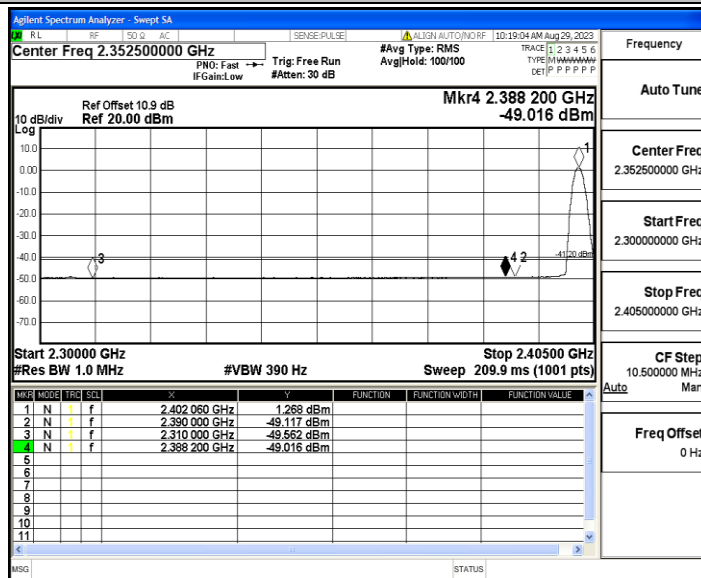 Agilent Spectrum Analyzer - Swept SA
RL RF 50 Ω AC SENSE:PULSE ALIGN AUTO/NO RF 10:19:04 AM Aug 29, 2023
Center Freq 2.352500000 GHz
PNO: Fast
IFGain:Low
Trig: Free Run
#Atten: 30 dB
#Avg Type: RMS
Avg|Hold: 100/100
TRACE 1 2 3 4 5 6
TYPE MWWWWW
DET P P P P P P
Mkr4 2.388 200 GHz
-49.016 dBm
Ref Offset 10.9 dB
10 dB/div Ref 20.00 dBm
Log
10.0
0.00
-10.0
-20.0
-30.0
-40.0
-50.0
-60.0
-70.0
1
3
4 2
-41.20 dBm
Start 2.30000 GHz Stop 2.40500 GHz
#Res BW 1.0 MHz #VBW 390 Hz Sweep 209.9 ms (1001 pts)
MKR MODE TRC SCL X Y FUNCTION FUNCTION WIDTH FUNCTION VALUE
1 N 1 f 2.402 060 GHz 1.268 dBm
2 N 1 f 2.390 000 GHz -49.117 dBm
3 N 1 f 2.310 000 GHz -49.562 dBm
4 N 1 f 2.388 200 GHz -49.016 dBm
5
6
7
8
9
10
11
MSG STATUS
Frequency
Auto Tune
Center Freq
2.352500000 GHz
Start Freq
2.300000000 GHz
Stop Freq
2.405000000 GHz
CF Step
10.500000 MHz
Auto Man
Freq Offset
0 Hz